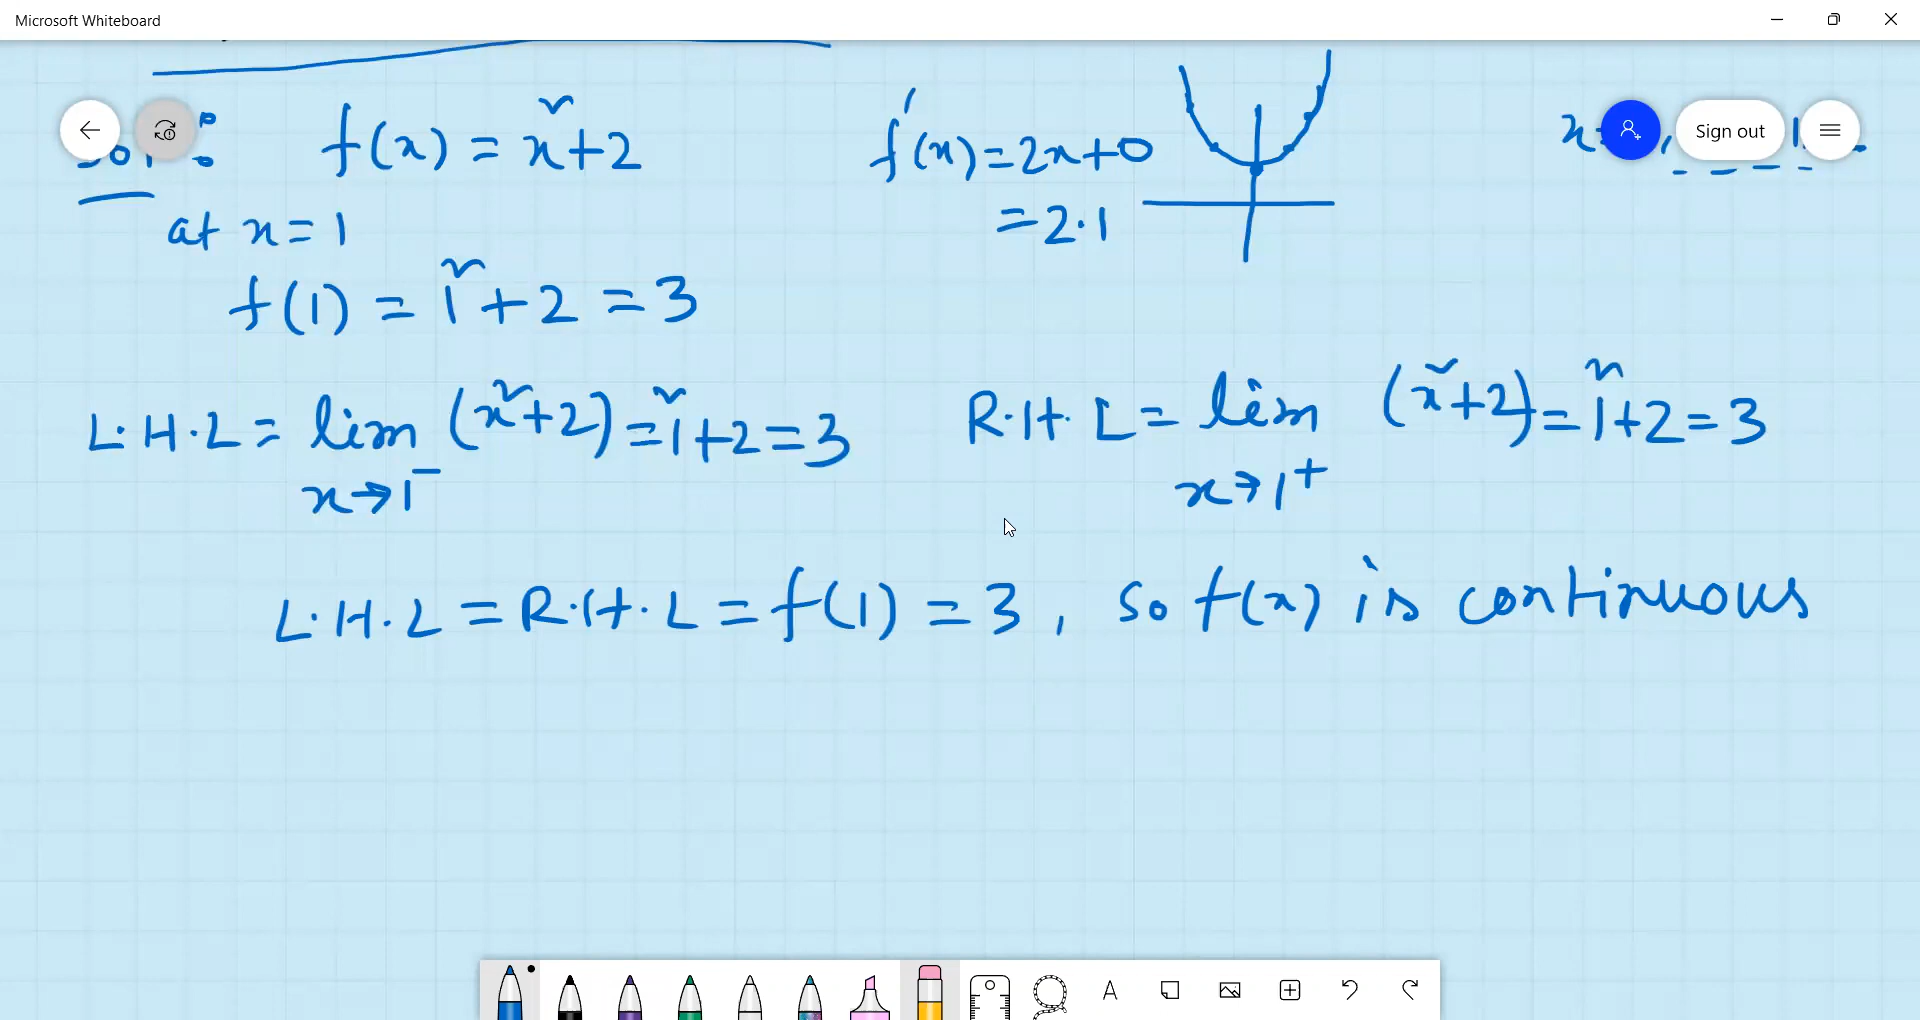 Microsoft Whiteboard
Sign out
f(x) = x²+2
f'(x) = 2x+0
at x = 1
= 2·1
f(1) = 1²+2 = 3
L.H.L = lim (x²+2) = 1²+2 = 3
x→1⁻
R.H.L = lim (x²+2) = 1²+2 = 3
x→1⁺
L.H.L = R.H.L = f(1) = 3, So f(x) is continuous
A